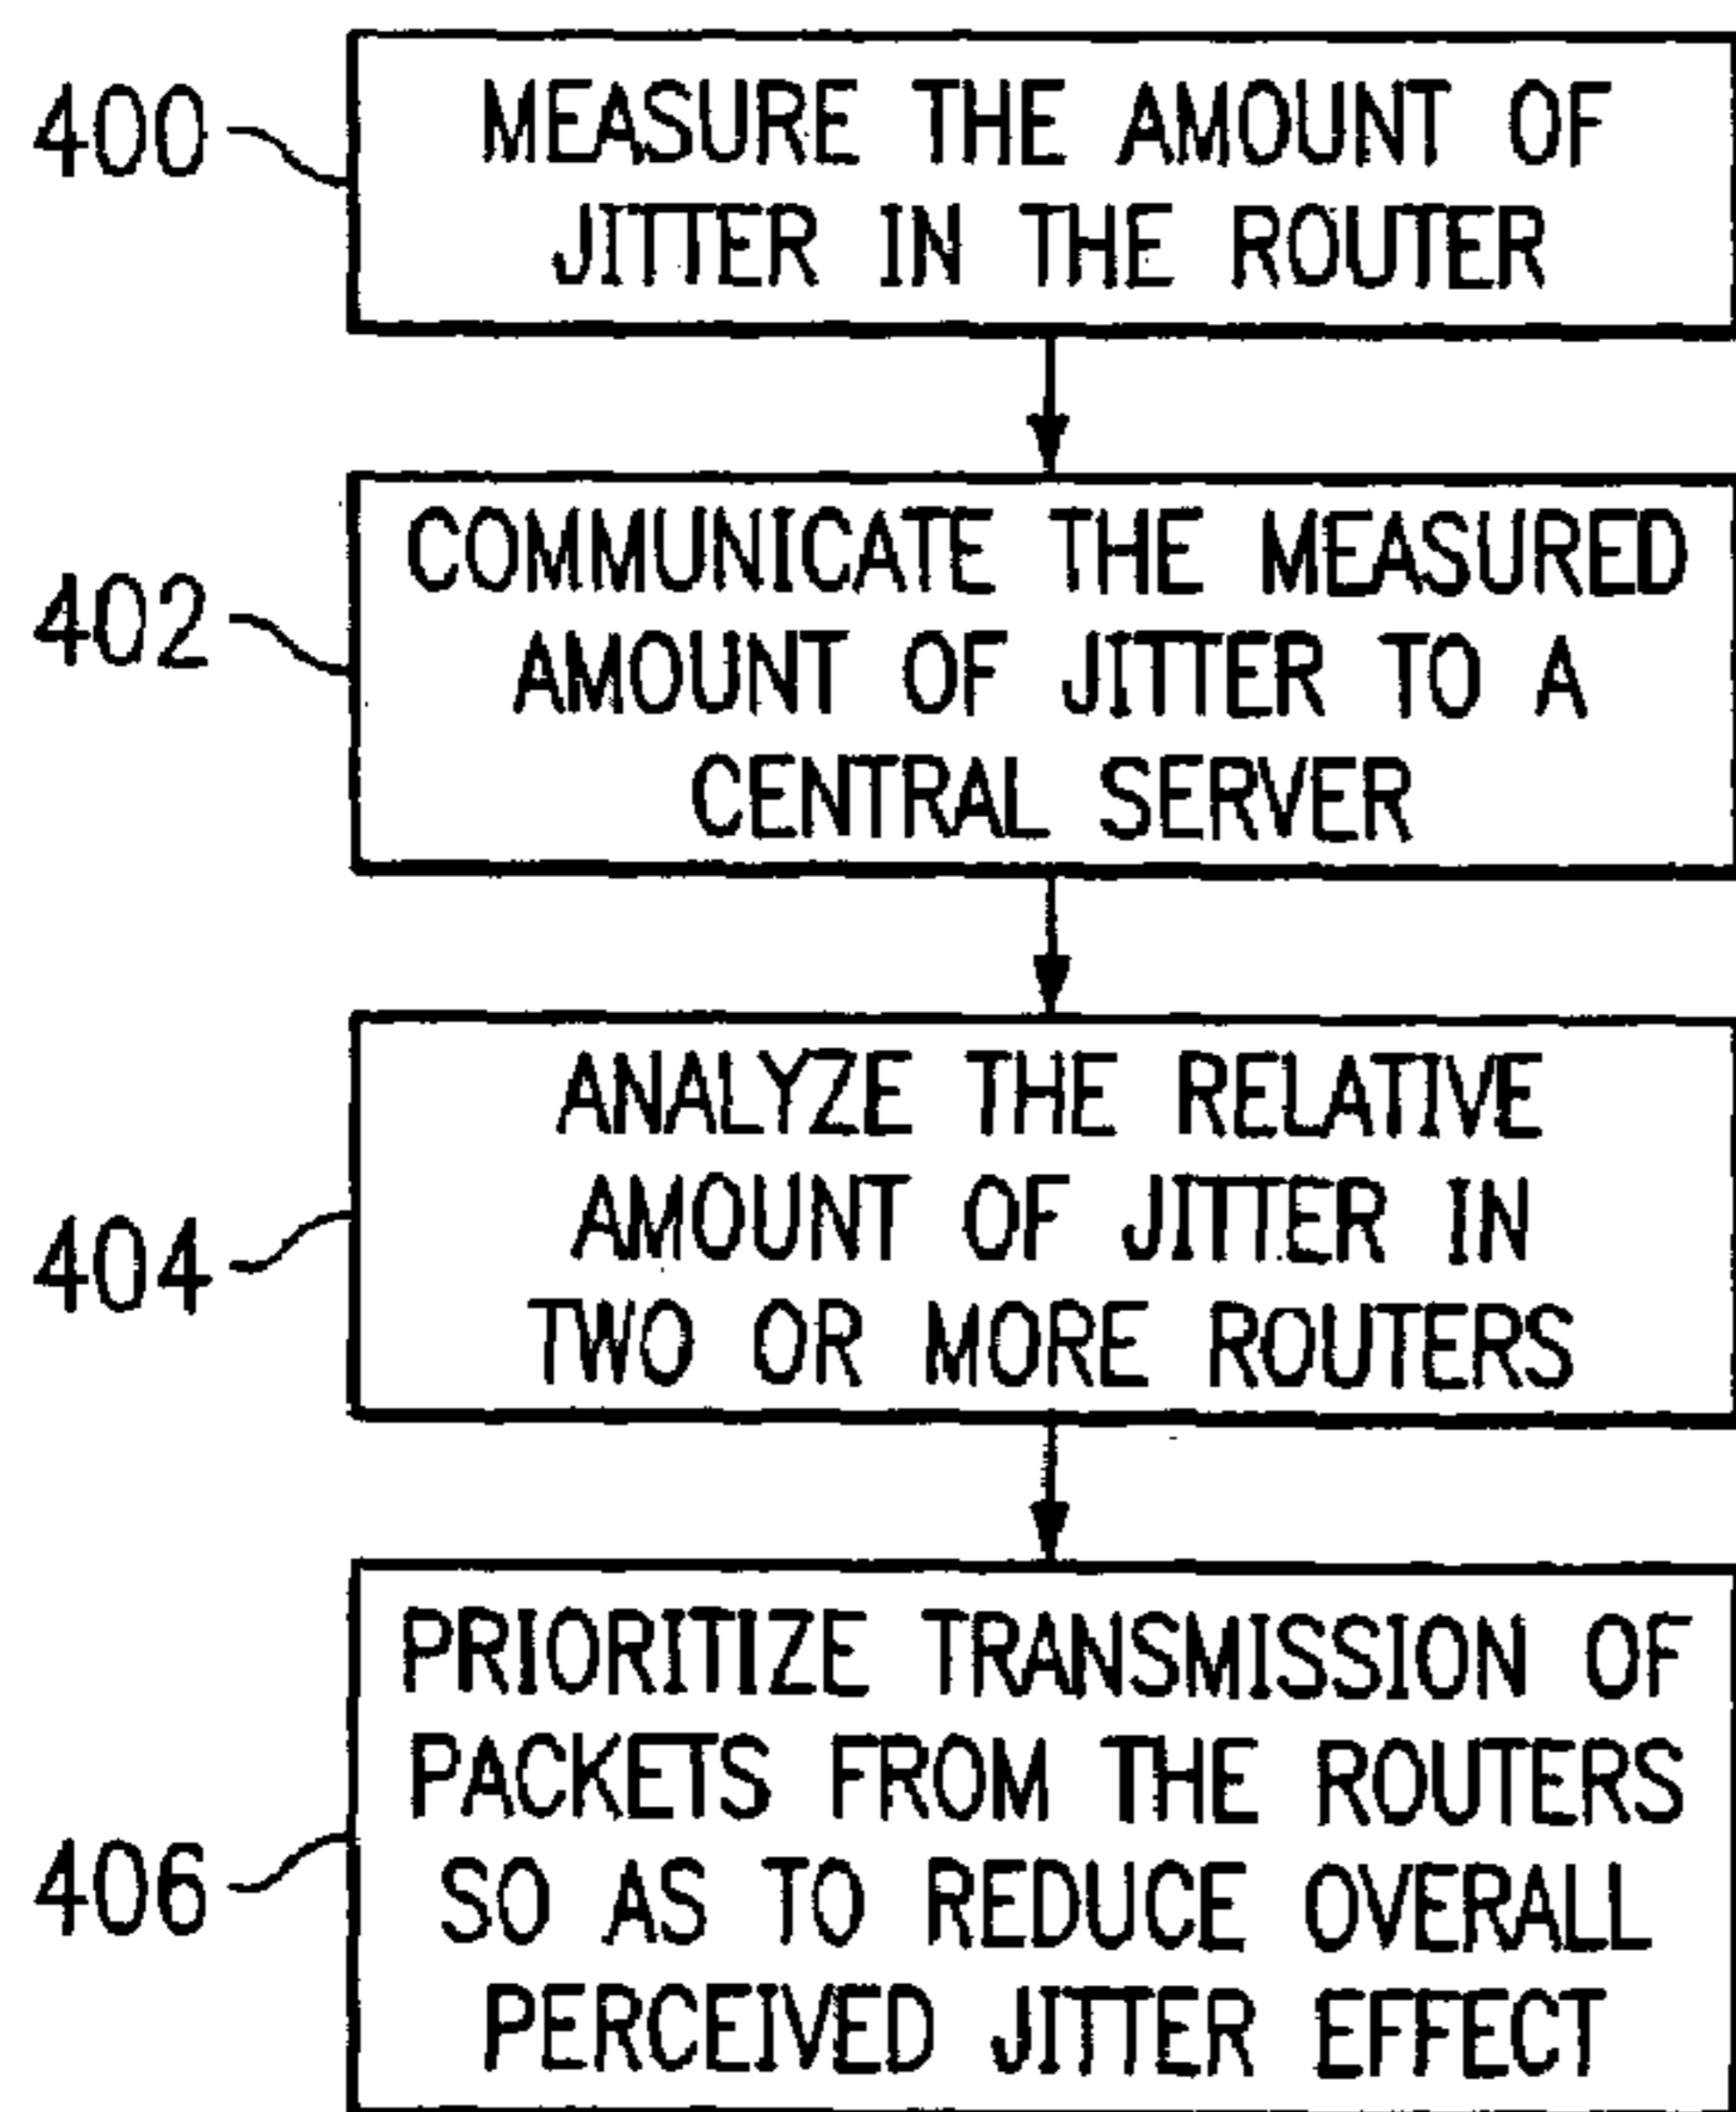 400
MEASURE THE AMOUNT OF
JITTER IN THE ROUTER
402
COMMUNICATE THE MEASURED
AMOUNT OF JITTER TO A
CENTRAL SERVER
404
ANALYZE THE RELATIVE
AMOUNT OF JITTER IN
TWO OR MORE ROUTERS
406
PRIORITIZE TRANSMISSION OF
PACKETS FROM THE ROUTERS
SO AS TO REDUCE OVERALL
PERCEIVED JITTER EFFECT